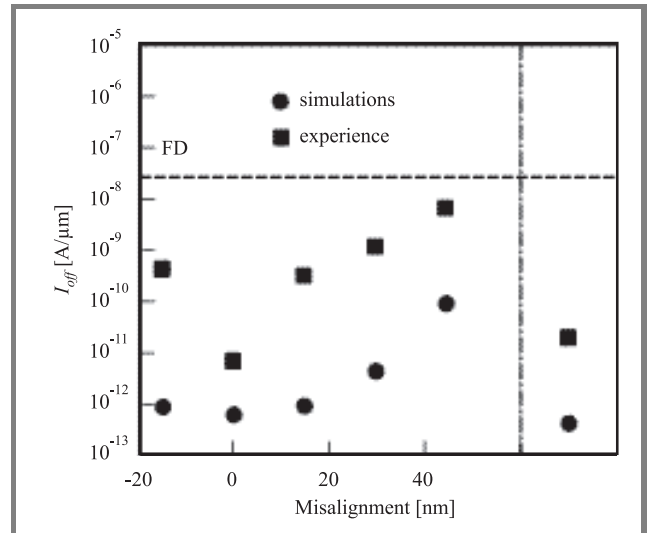 10-5
10-6
simulations
experience
10-7
FD
10-8
10-9
10-10
10-11
10-12
10-13
Ioff [A/μm]
-20 0 20 40
Misalignment [nm]